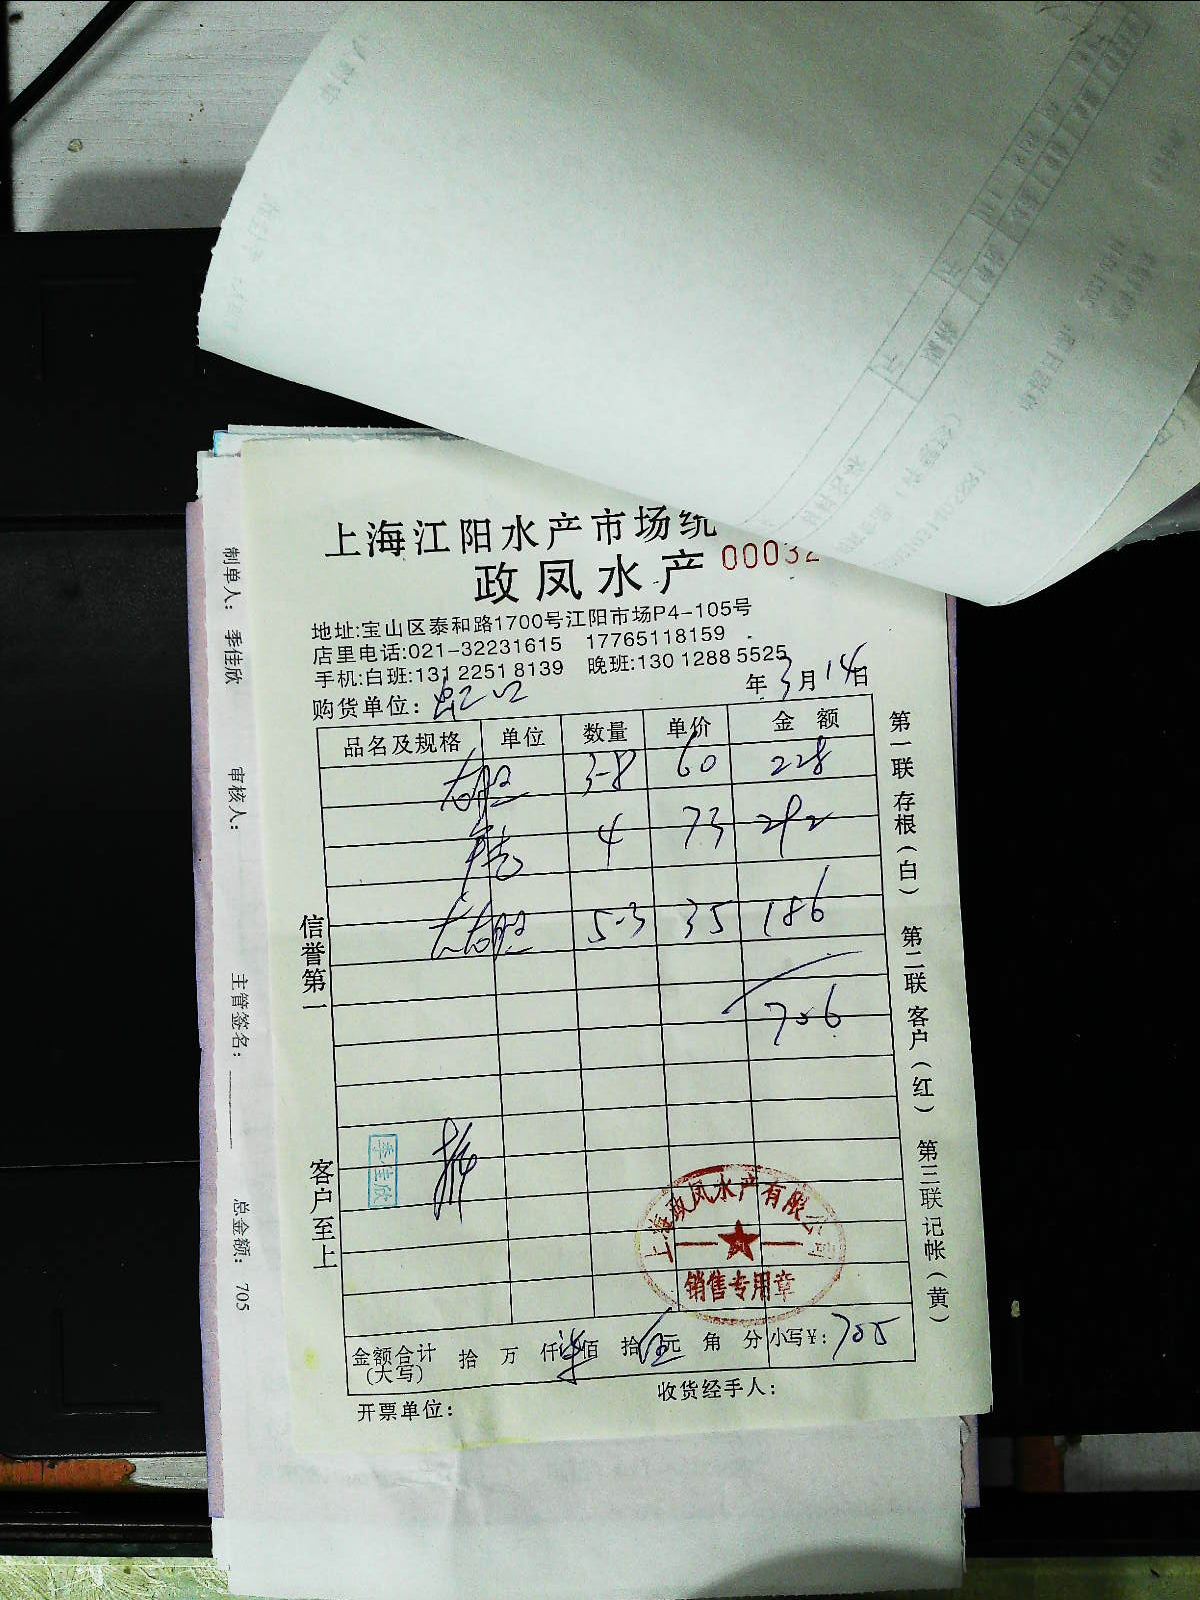 上海江阳水产市场统
政凤水产 00032
地址:宝山区泰和路1700号江阳市场P4-105号
店里电话:021-32231615 17765118159
手机:白班:131 2251 8139 晚班:130 1288 5525
购货单位: 年3月14日
品名及规格 单位 数量 单价 金额
3-8 60 228
4 73 292
5-3 35 186
706
信誉第一
客户至上
季佳欣
上海政凤水产有限公司
销售专用章
金额合计(大写) 拾 万 仟柒佰 拾伍元 角 分 小写¥: 705
开票单位:
收货经手人:
第一联 存根(白) 第二联 客户(红) 第三联 记帐(黄)
制单人: 季佳欣 审核人: 主管签名: 总金额: 705